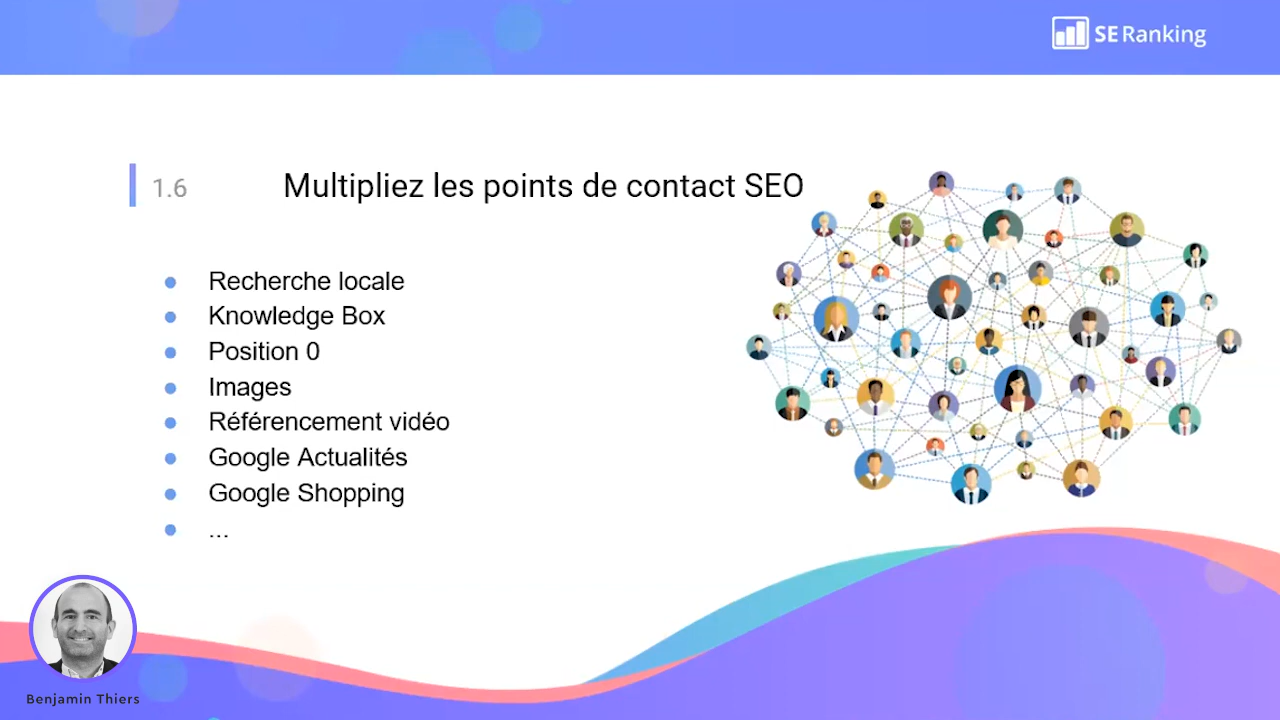 SE Ranking
1.6 Multipliez les points de contact SEO
Recherche locale
Knowledge Box
Position 0
Images
Référencement vidéo
Google Actualités
Google Shopping
...
Benjamin Thiers